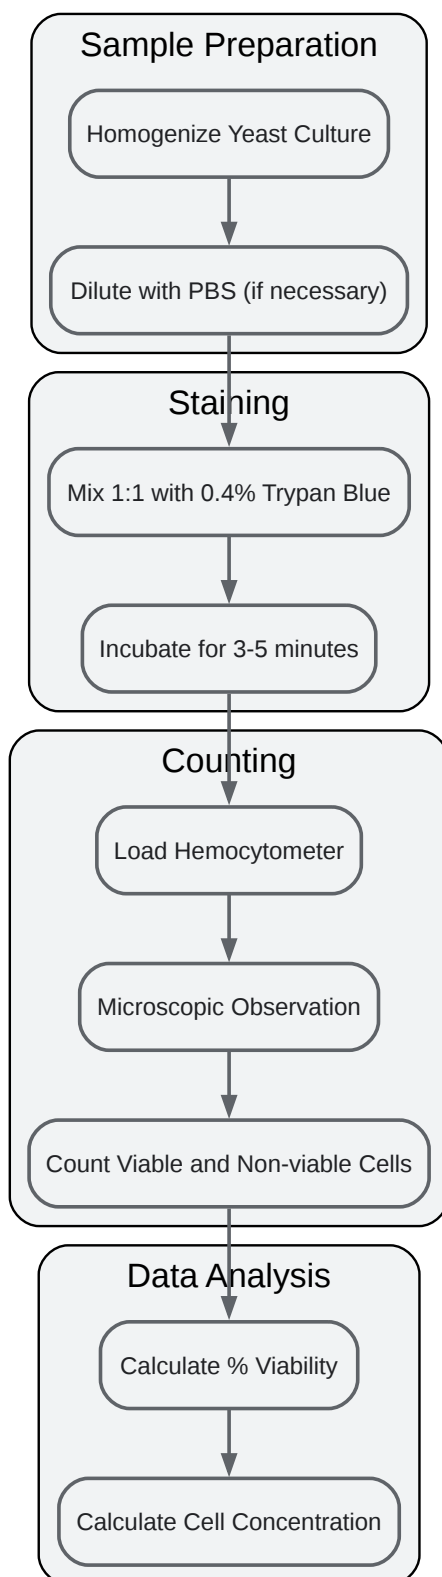 Sample Preparation
Homogenize Yeast Culture
Dilute with PBS (if necessary)
Staining
Mix 1:1 with 0.4% Trypan Blue
Incubate for 3-5 minutes
Counting
Load Hemocytometer
Microscopic Observation
Count Viable and Non-viable Cells
Data Analysis
Calculate % Viability
Calculate Cell Concentration